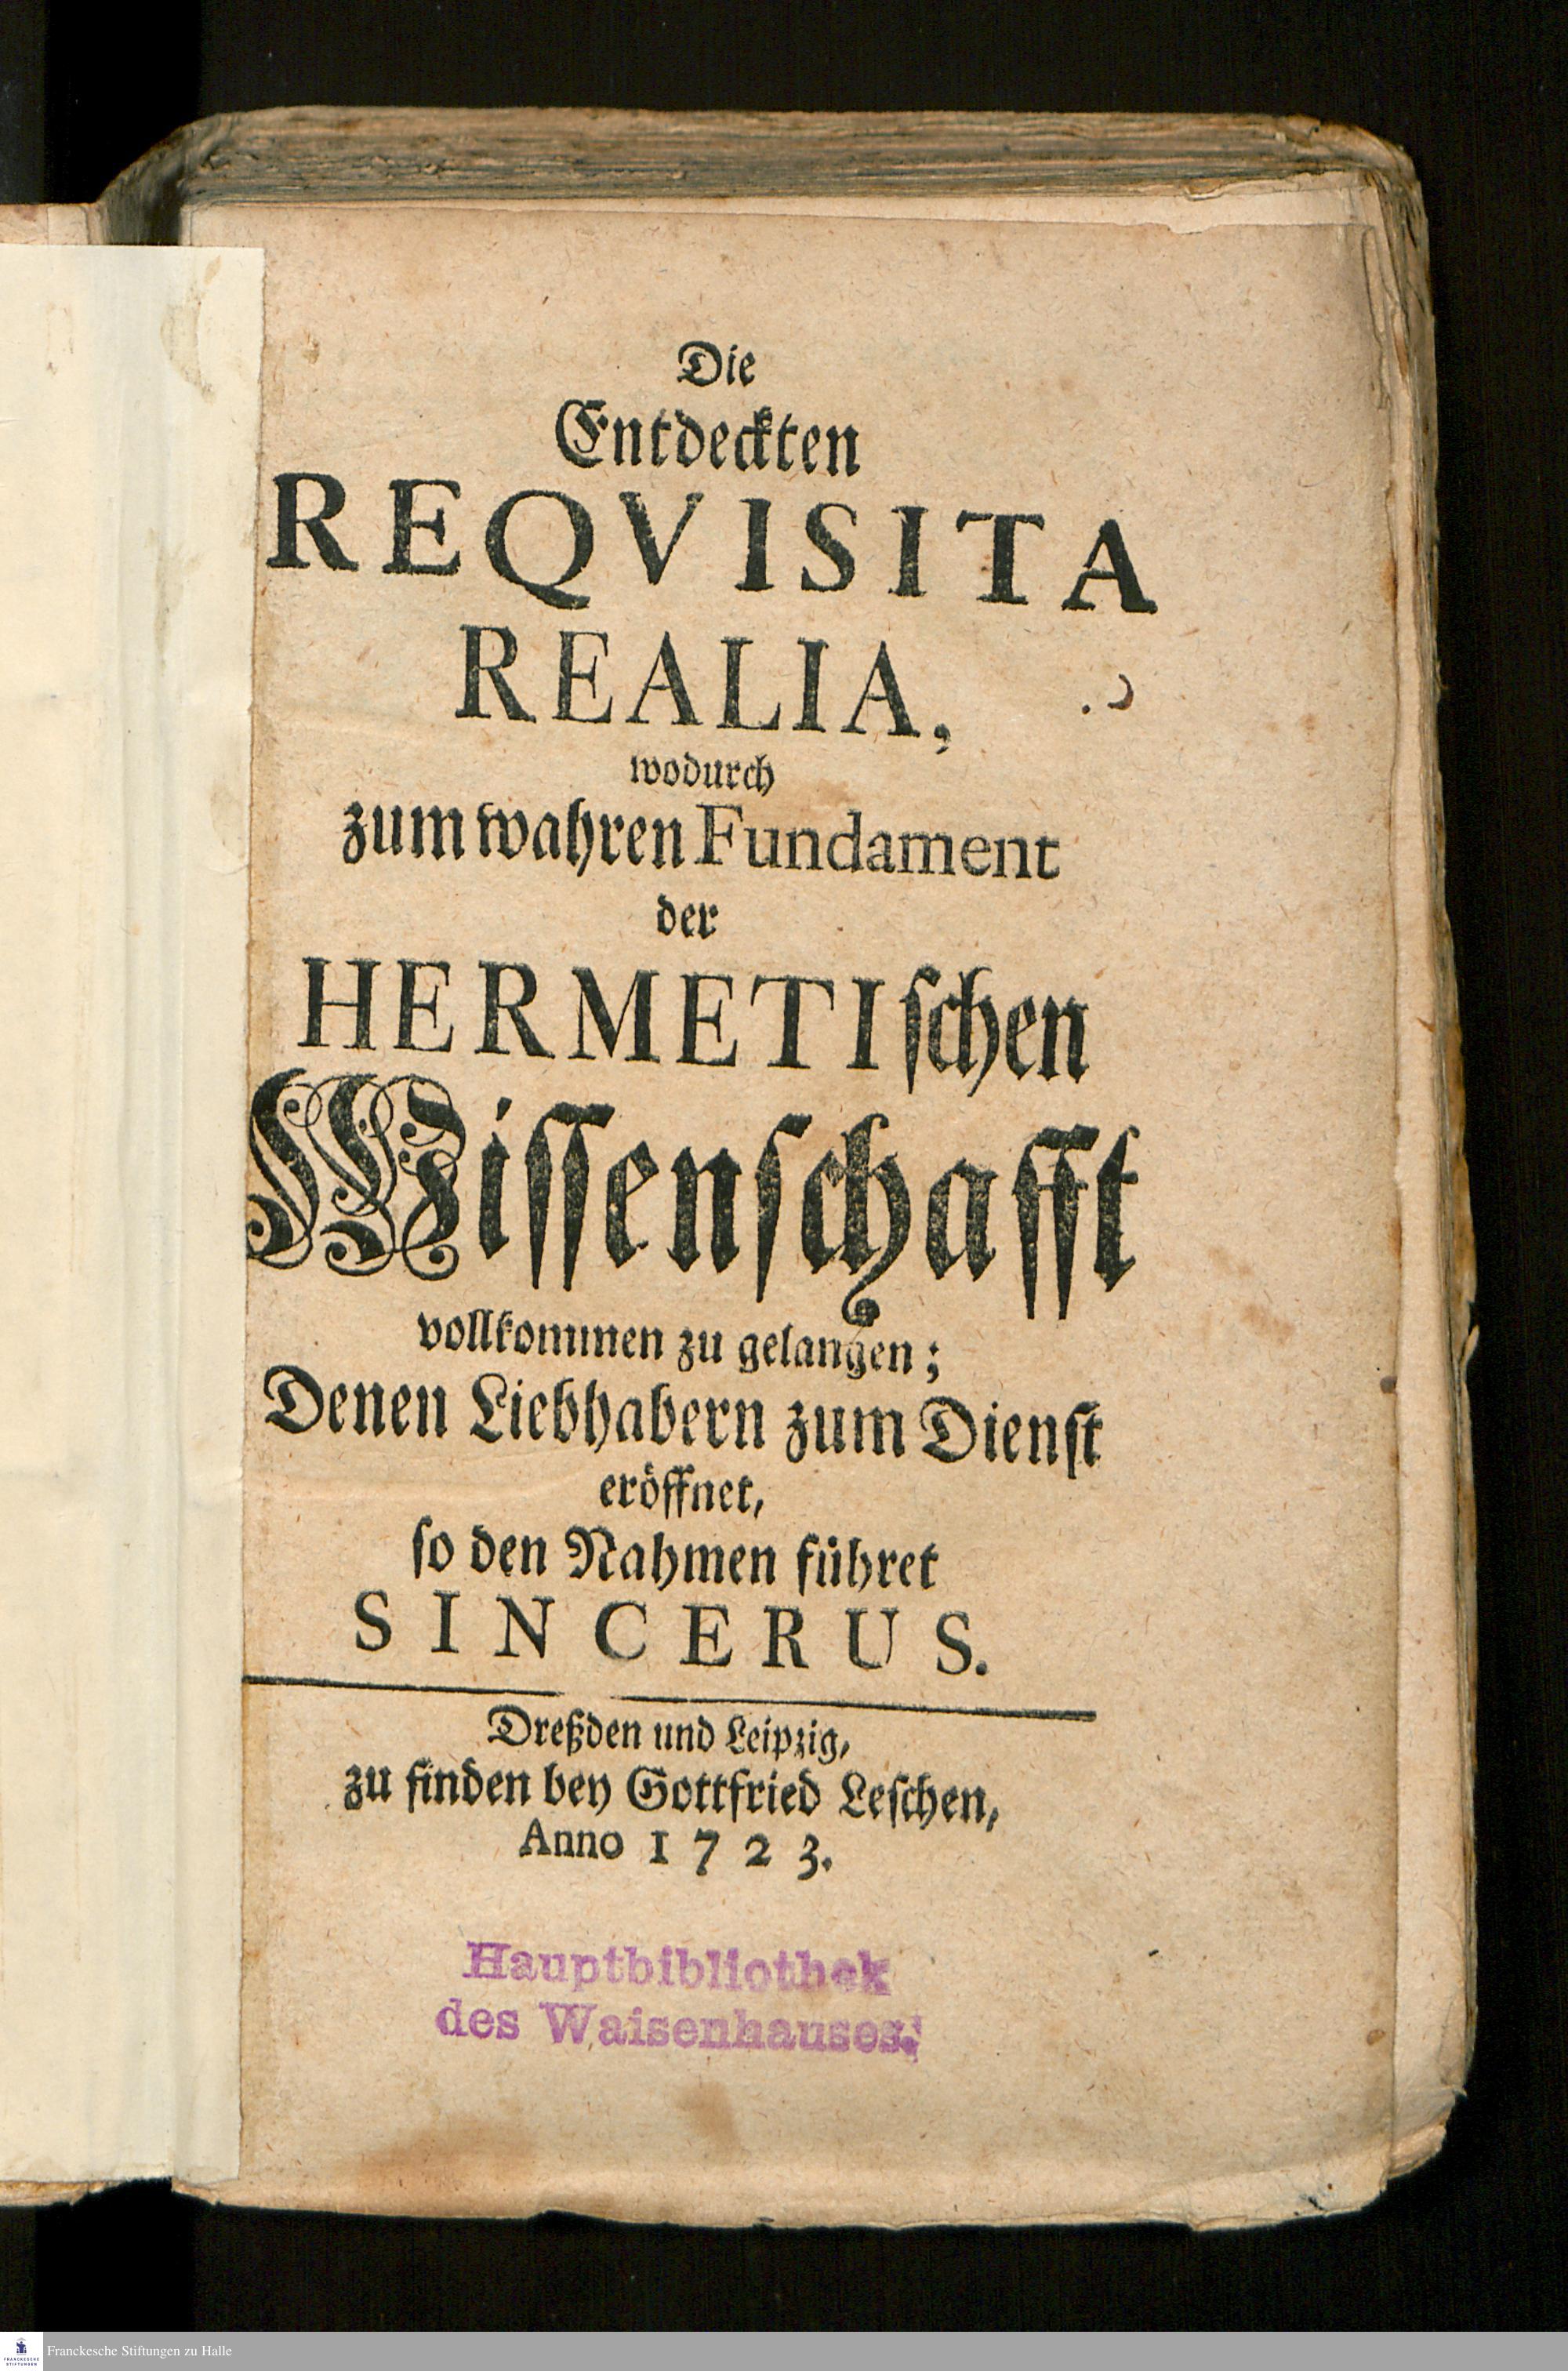 Die
Entdeckten
REQVISITA
REALIA,
wodurch
zum wahren Fundament
der
HERMETIschen
Wissenschafft
vollkommen zu gelangen;
Denen Liebhabern zum Dienst
eröffnet,
so den Nahmen führet
SINCERUS.
Dreßden und Leipzig,
zu finden bey Gottfried Leschen,
Anno 1723.
Hauptbibliothek
des Waisenhauses.
FRANCKESCHE
STIFTUNGEN
Franckesche Stiftungen zu Halle